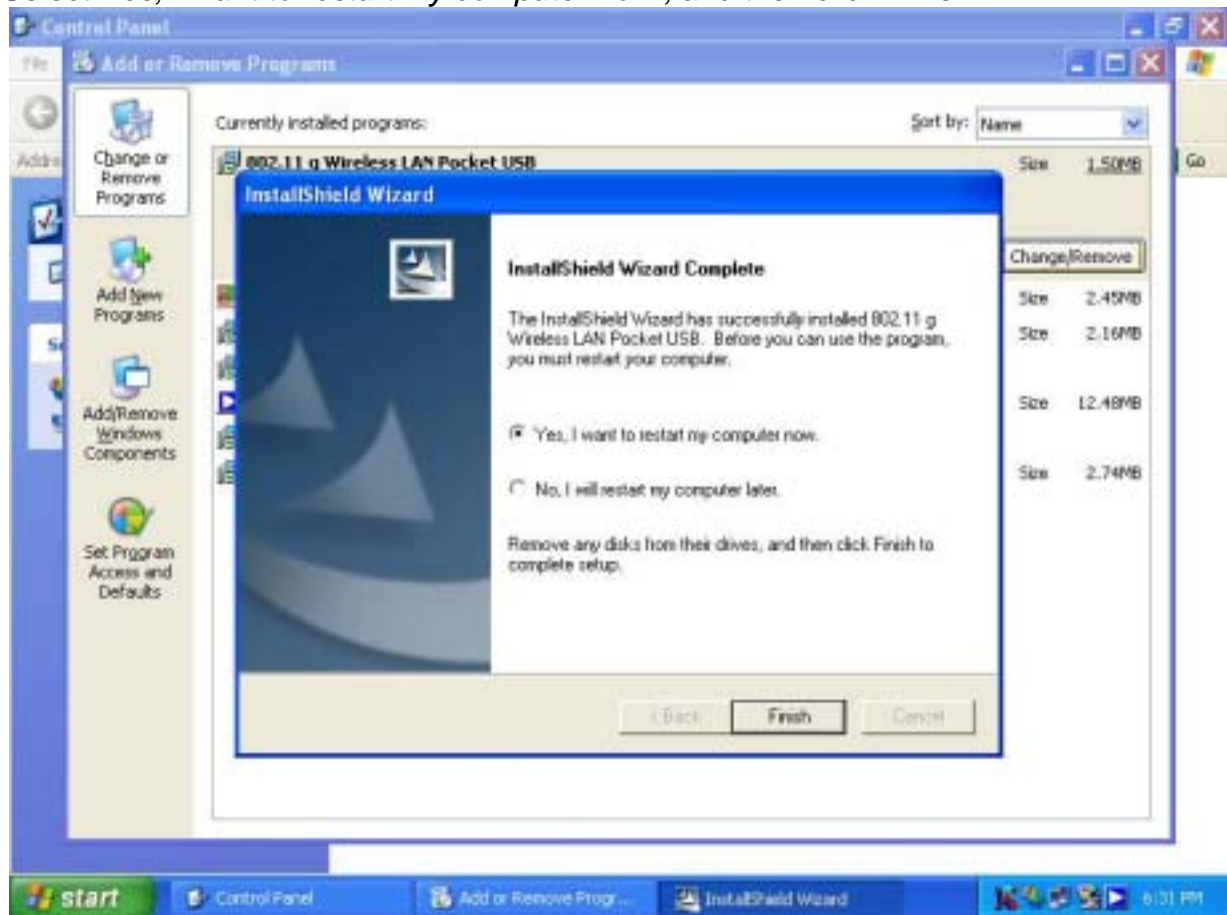 Control Panel
File
Add or Remove Programs
Currently installed programs:
Sort by: Name
Change or
Remove
Programs
802.11 g Wireless LAN Pocket USB
Size 1.50MB
Go
InstallShield Wizard
Change/Remove
InstallShield Wizard Complete
Add New
Programs
Size 2.45MB
The InstallShield Wizard has successfully installed 802.11 g
Wireless LAN Pocket USB. Before you can use the program,
you must restart your computer.
Size 2.16MB
Add/Remove
Windows
Components
Size 12.48MB
Yes, I want to restart my computer now.
Size 2.74MB
No, I will restart my computer later.
Set Program
Access and
Defaults
Remove any disks from their drives, and then click Finish to
complete setup.
< Back
Finish
Cancel
start
Control Panel
Add or Remove Progr...
InstallShield Wizard
6:01 PM